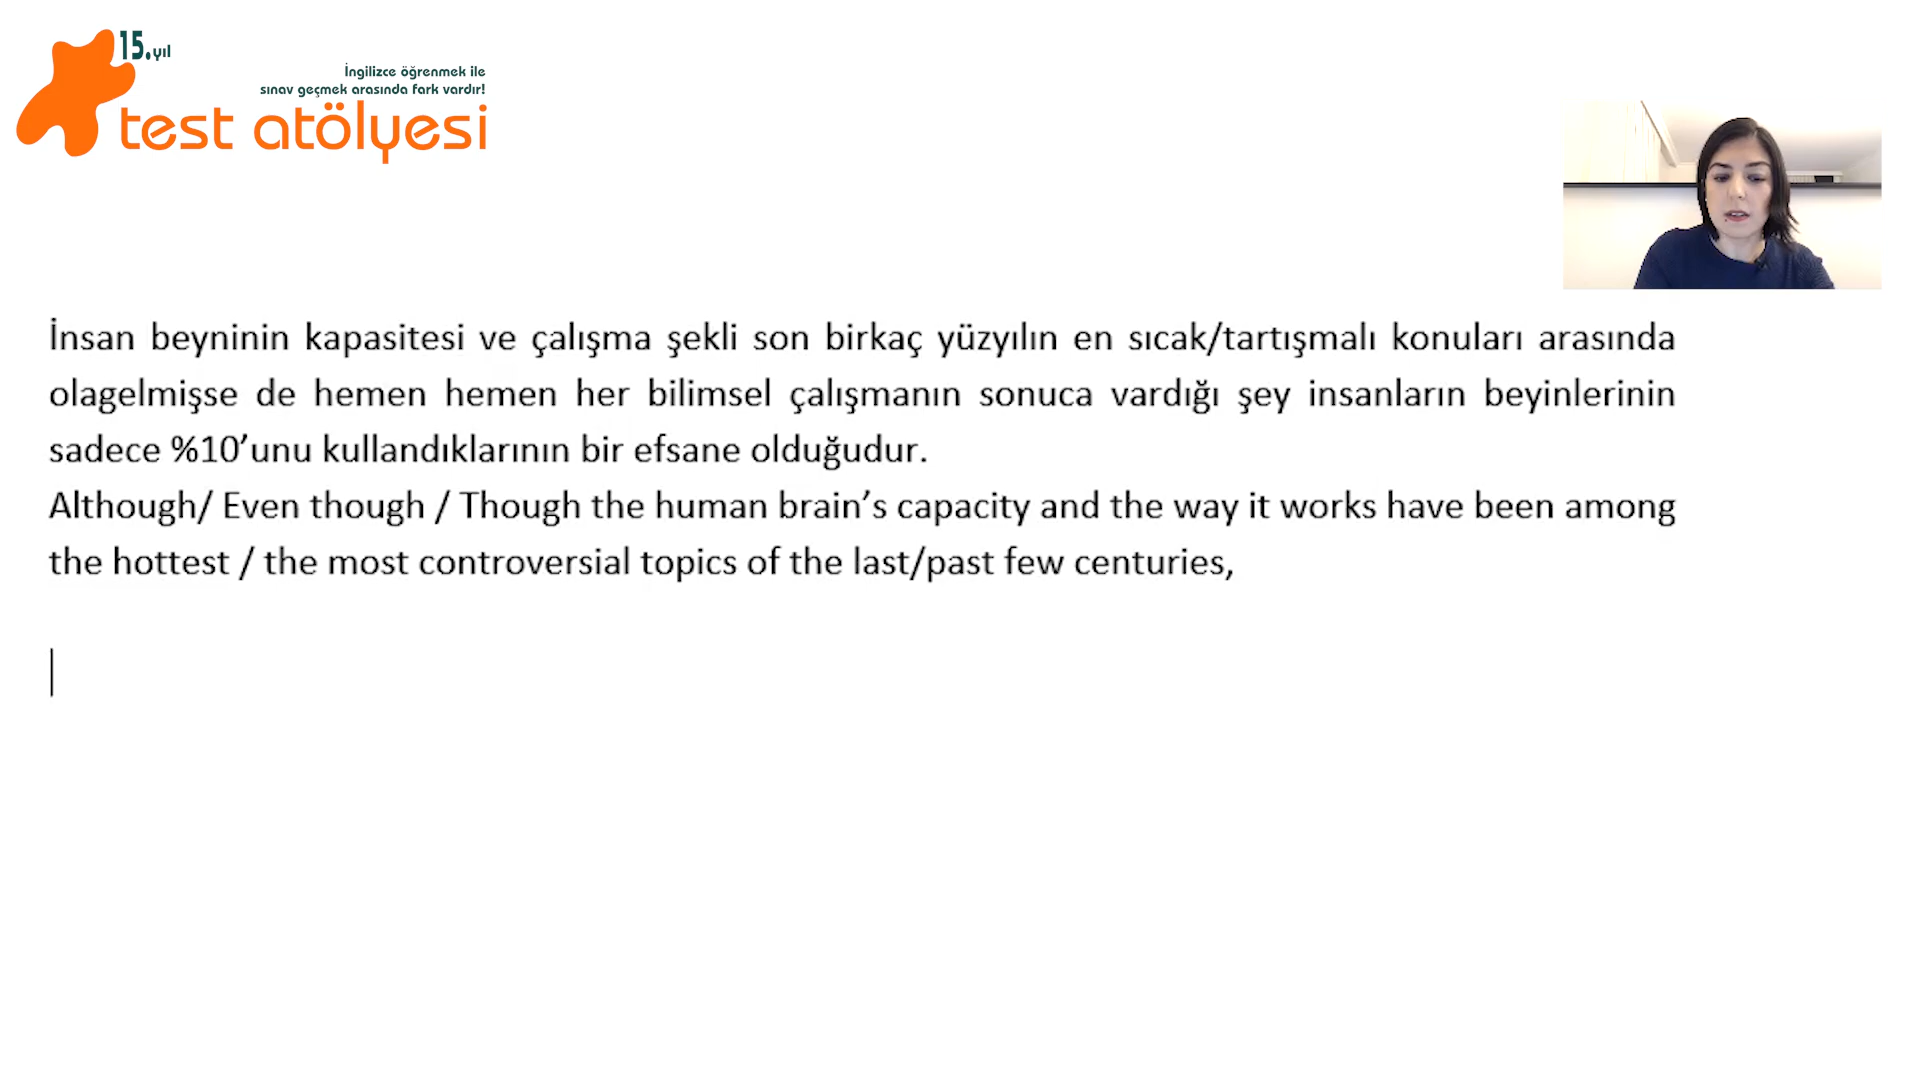 15.yıl
İngilizce öğrenmek ile
sınav geçmek arasında fark vardır!
test atölyesi
İnsan beyninin kapasitesi ve çalışma şekli son birkaç yüzyılın en sıcak/tartışmalı konuları arasında
olagelmişse de hemen hemen her bilimsel çalışmanın sonuca vardığı şey insanların beyinlerinin
sadece %10’unu kullandıklarının bir efsane olduğudur.
Although/ Even though / Though the human brain’s capacity and the way it works have been among
the hottest / the most controversial topics of the last/past few centuries,